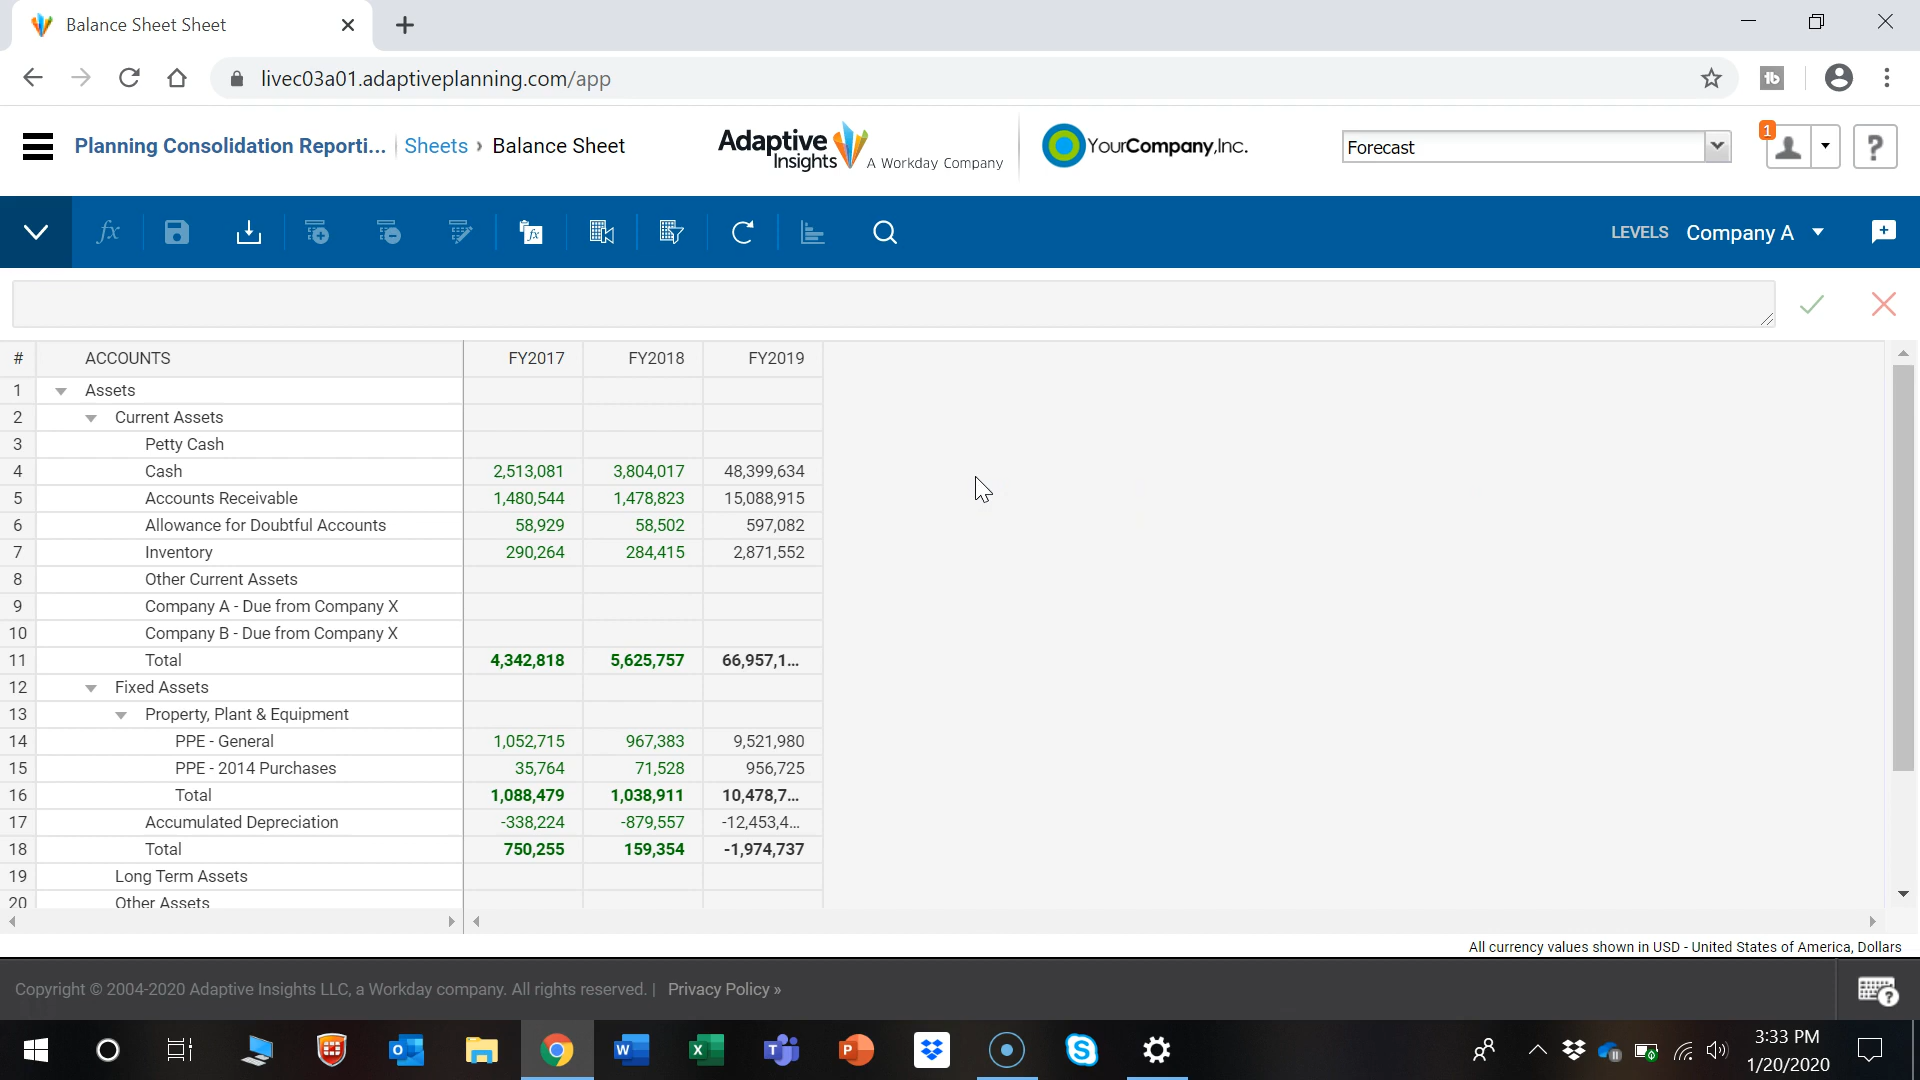 Balance Sheet Sheet
livec03a01.adaptiveplanning.com/app
Planning Consolidation Reporti... Sheets › Balance Sheet
Adaptive Insights A Workday Company
YourCompany,Inc.
Forecast
1
?
fx
fx
LEVELS Company A
# ACCOUNTS FY2017 FY2018 FY2019
1 Assets
2 Current Assets
3 Petty Cash
4 Cash 2,513,081 3,804,017 48,399,634
5 Accounts Receivable 1,480,544 1,478,823 15,088,915
6 Allowance for Doubtful Accounts 58,929 58,502 597,082
7 Inventory 290,264 284,415 2,871,552
8 Other Current Assets
9 Company A - Due from Company X
10 Company B - Due from Company X
11 Total 4,342,818 5,625,757 66,957,1...
12 Fixed Assets
13 Property, Plant & Equipment
14 PPE - General 1,052,715 967,383 9,521,980
15 PPE - 2014 Purchases 35,764 71,528 956,725
16 Total 1,088,479 1,038,911 10,478,7...
17 Accumulated Depreciation -338,224 -879,557 -12,453,4...
18 Total 750,255 159,354 -1,974,737
19 Long Term Assets
20 Other Assets
All currency values shown in USD - United States of America, Dollars
Copyright © 2004-2020 Adaptive Insights LLC, a Workday company. All rights reserved. | Privacy Policy »
3:33 PM
1/20/2020